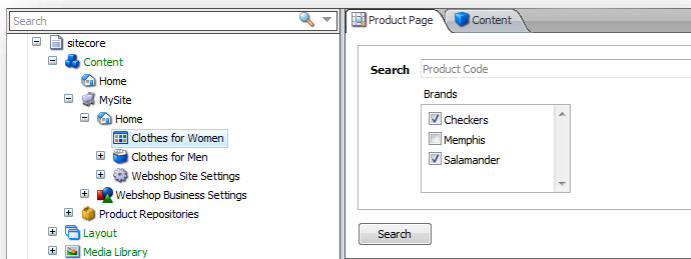 Search
sitecore
Content
Home
MySite
Home
Clothes for Women
Clothes for Men
Webshop Site Settings
Webshop Business Settings
Product Repositories
Layout
Media Library
Product Page
Content
Search
Product Code
Brands
Checkers
Memphis
Salamander
Search